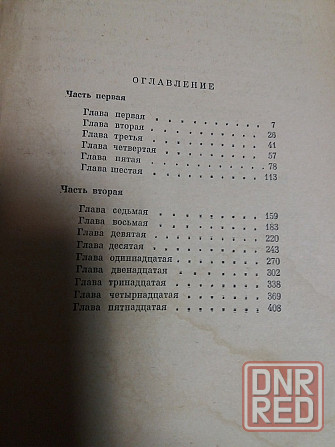 ОГЛАВЛЕНИЕ
Часть первая
Глава первая . . . . . . . . 7
Глава вторая . . . . . . . . 26
Глава третья . . . . . . . . 41
Глава четвертая . . . . . . . 57
Глава пятая . . . . . . . . 78
Глава шестая . . . . . . . . 113
Часть вторая
Глава седьмая . . . . . . . 159
Глава восьмая . . . . . . . 183
Глава девятая . . . . . . . 220
Глава десятая . . . . . . . 243
Глава одиннадцатая . . . . . . 270
Глава двенадцатая . . . . . . 302
Глава тринадцатая . . . . . . 338
Глава четырнадцатая . . . . . 369
Глава пятнадцатая . . . . . . 408
DNR
RED